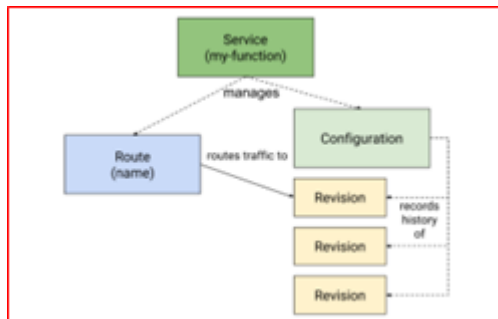 Service
(my-function)
manages
Configuration
Route
(name)
routes traffic to
Revision
records
history
of
Revision
Revision